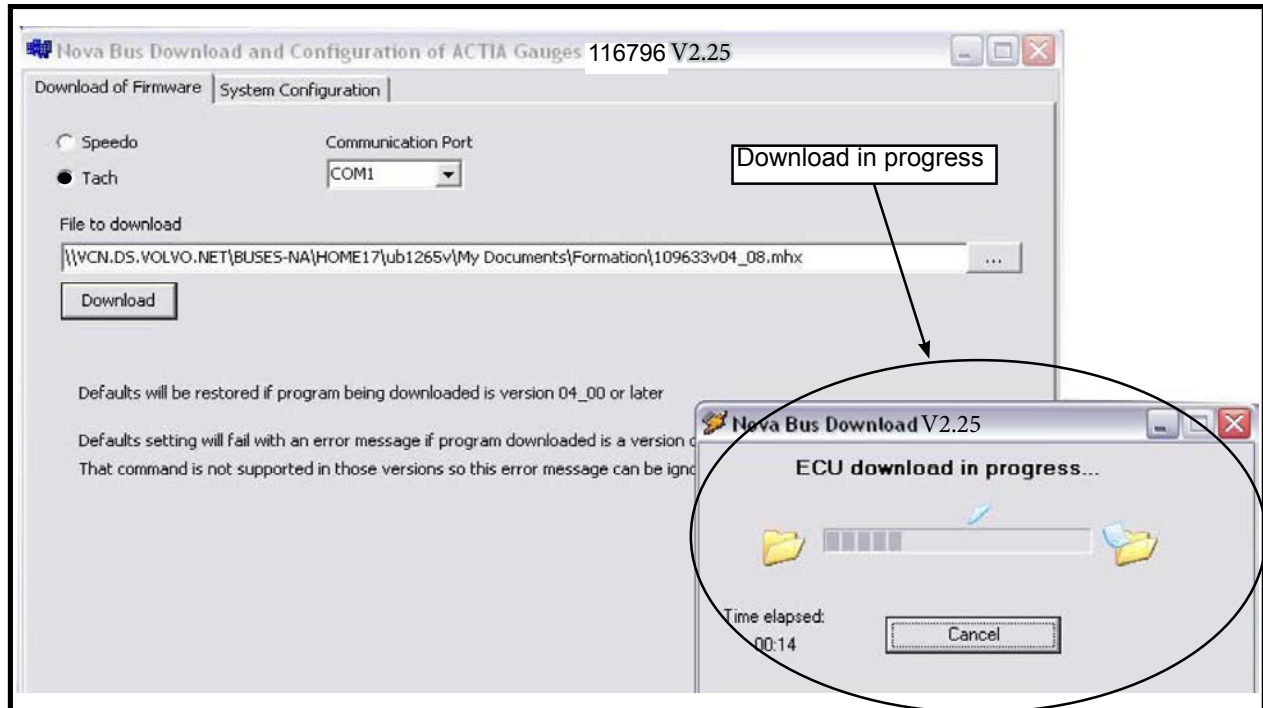 Nova Bus Download and Configuration of ACTIA Gauges 116796 V2.25
Download of Firmware System Configuration
Speedo
Communication Port
Tach
COM1
Download in progress
File to download
\\VCN.DS.VOLVO.NET\BUSES-NA\HOME17\ub1265v\My Documents\Formation\109633v04_08.mhx
...
Download
Defaults will be restored if program being downloaded is version 04_00 or later
Defaults setting will fail with an error message if program downloaded is a version
That command is not supported in those versions so this error message can be
Nova Bus Download V2.25
ECU download in progress...
Time elapsed:
00:14
Cancel